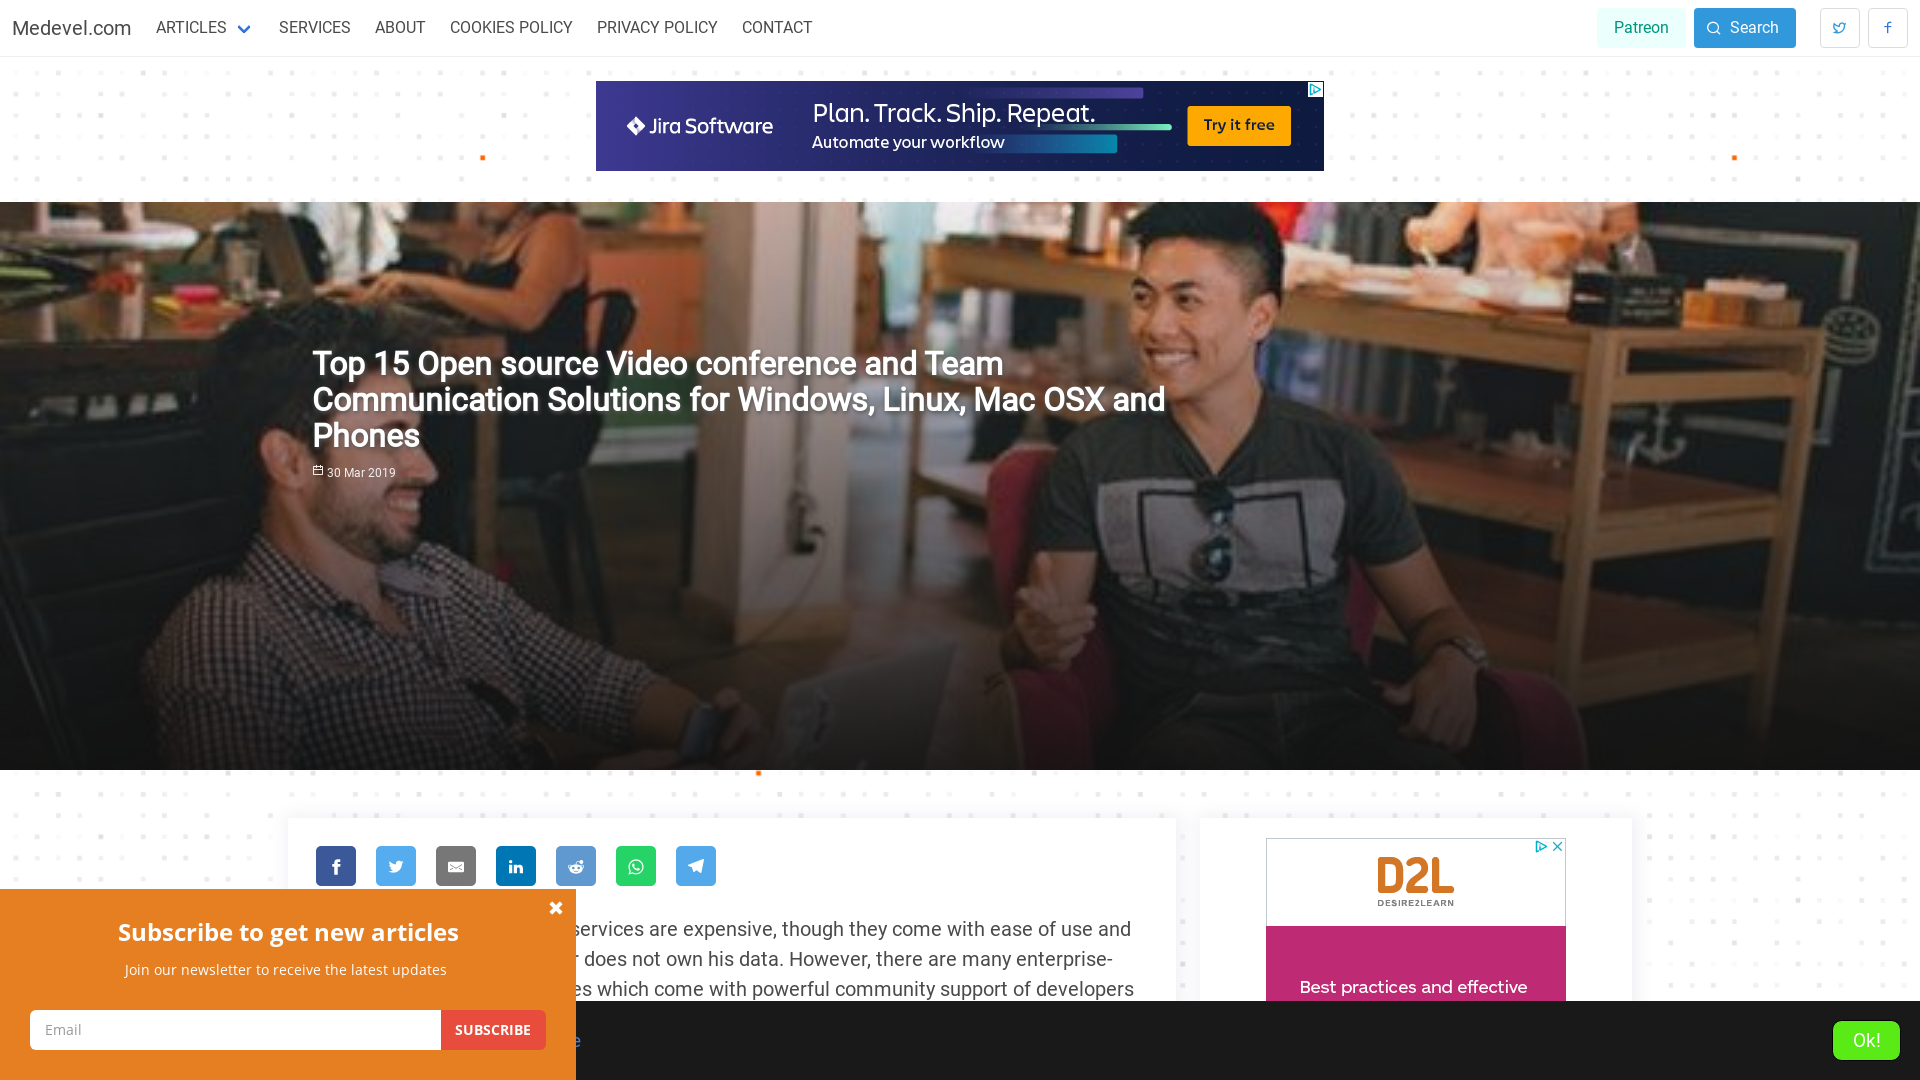 Medevel.com
ARTICLES
SERVICES
ABOUT
COOKIES POLICY
PRIVACY POLICY
CONTACT
Patreon
Search
Jira Software
Plan. Track. Ship. Repeat.
Automate your workflow
Try it free
Top 15 Open source Video conference and Team
Communication Solutions for Windows, Linux, Mac OSX and
Phones
30 Mar 2019
services are expensive, though they come with ease of use and
does not own his data. However, there are many enterprise-
which come with powerful community support of developers
D2L
DESIRE2LEARN
Best practices and effective
Subscribe to get new articles
Join our newsletter to receive the latest updates
Email
SUBSCRIBE
Ok!